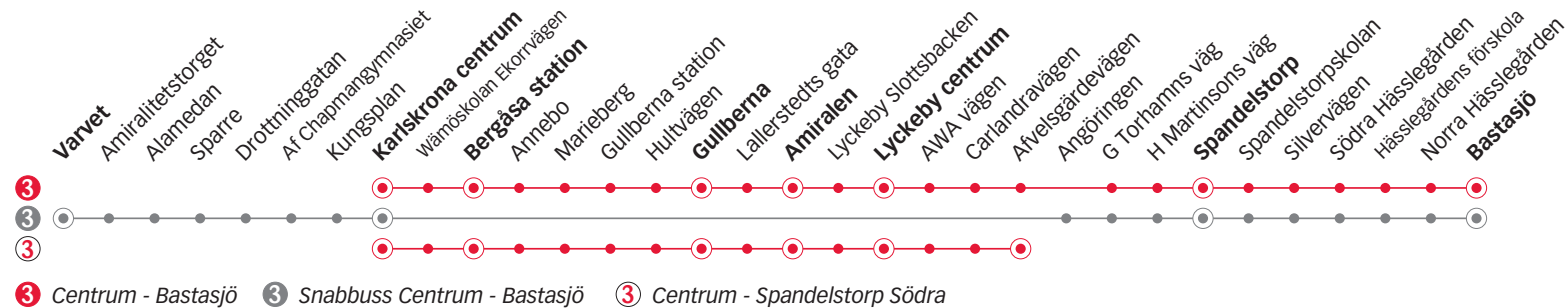 Varvet
Amiralitetstorget
Alamedan
Sparre
Drottninggatan
Af Chapmangymnasiet
Kungsplan
Karlskrona centrum
Wämöskolan Ekorrvägen
Bergåsa station
Annebo
Marieberg
Gullberna station
Hultvägen
Gullberna
Lallerstedts gata
Amiralen
Lyckeby Slottsbacken
Lyckeby centrum
AWA vägen
Carlandravägen
Afvelsgärdevägen
Angöringen
G Torhamns väg
H Martinsons väg
Spandelstorp
Spandelstorpskolan
Silvervägen
Södra Hässlegården
Hässlegårdens förskola
Norra Hässlegården
Bastasjö
3
3
3
3 Centrum - Bastasjö 3 Snabbuss Centrum - Bastasjö 3 Centrum - Spandelstorp Södra